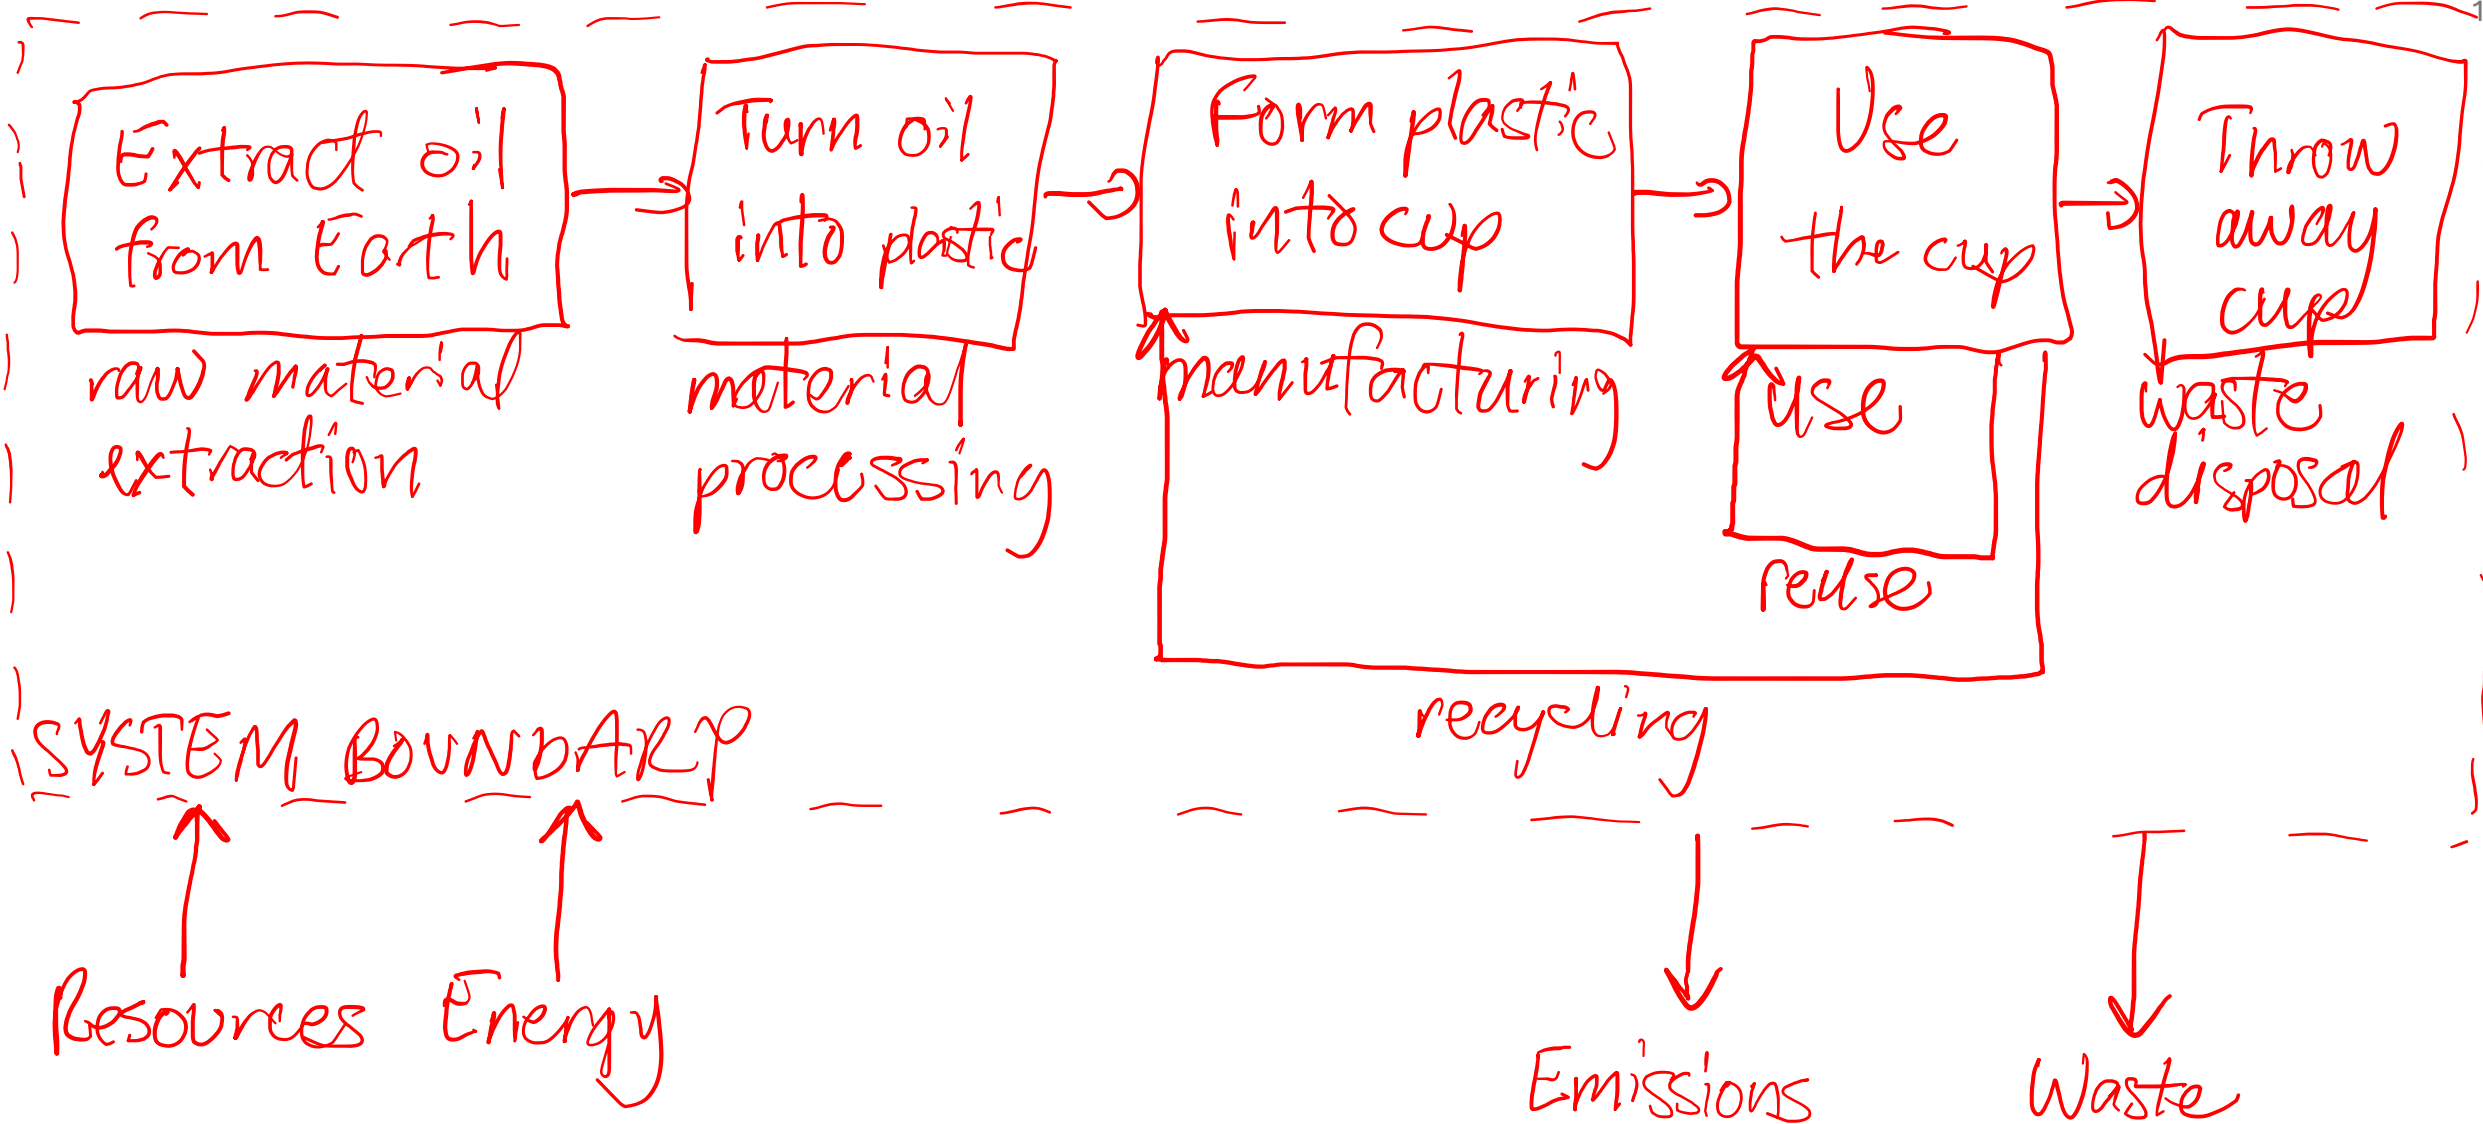 1
Extract oil
from Earth
Turn oil
into plastic
Form plastic
into cup
Use
the cup
Throw
away
cup
raw material
extraction
material
processing
manufacturing
use
waste
disposal
reuse
recycling
SYSTEM BOUNDARY
Resources
Energy
Emissions
Waste